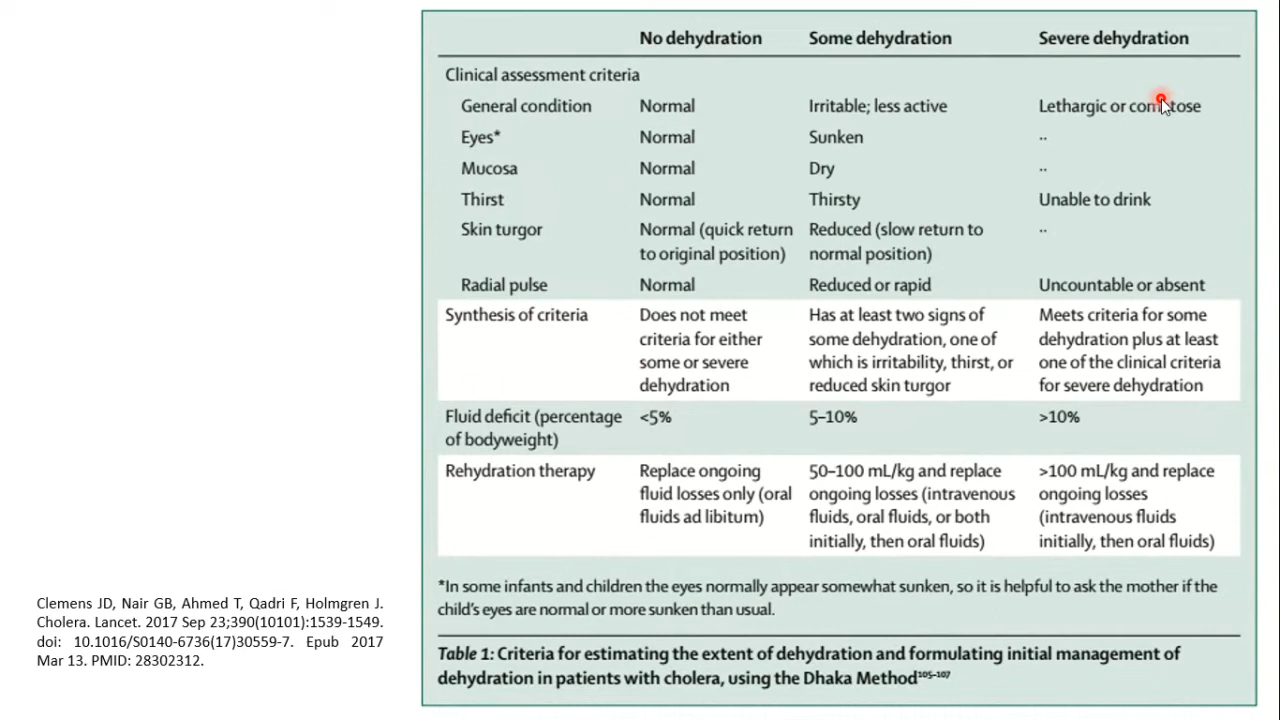 No dehydration Some dehydration Severe dehydration
Clinical assessment criteria
General condition Normal Irritable; less active Lethargic or comatose
Eyes* Normal Sunken ··
Mucosa Normal Dry ··
Thirst Normal Thirsty Unable to drink
Skin turgor Normal (quick return Reduced (slow return to ··
to original position) normal position)
Radial pulse Normal Reduced or rapid Uncountable or absent
Synthesis of criteria Does not meet Has at least two signs of Meets criteria for some
criteria for either some dehydration, one of dehydration plus at least
some or severe which is irritability, thirst, or one of the clinical criteria
dehydration reduced skin turgor for severe dehydration
Fluid deficit (percentage <5% 5–10% >10%
of bodyweight)
Rehydration therapy Replace ongoing 50–100 mL/kg and replace >100 mL/kg and replace
fluid losses only (oral ongoing losses (intravenous ongoing losses
fluids ad libitum) fluids, oral fluids, or both (intravenous fluids
initially, then oral fluids) initially, then oral fluids)
*In some infants and children the eyes normally appear somewhat sunken, so it is helpful to ask the mother if the
child's eyes are normal or more sunken than usual.
Table 1: Criteria for estimating the extent of dehydration and formulating initial management of
dehydration in patients with cholera, using the Dhaka Method105–107
Clemens JD, Nair GB, Ahmed T, Qadri F, Holmgren J.
Cholera. Lancet. 2017 Sep 23;390(10101):1539-1549.
doi: 10.1016/S0140-6736(17)30559-7. Epub 2017
Mar 13. PMID: 28302312.